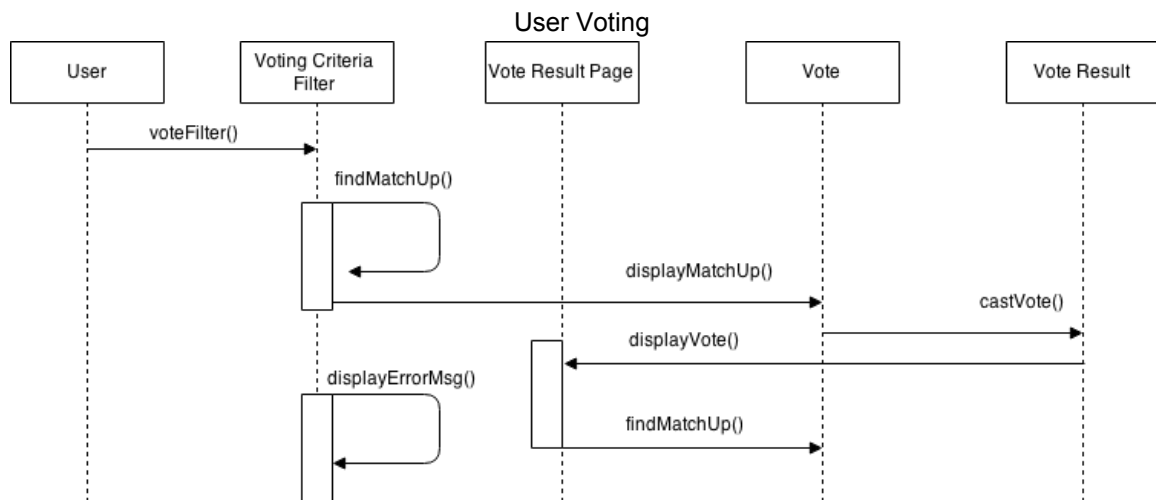 User Voting
User
Voting Criteria
Filter
Vote Result Page
Vote
Vote Result
voteFilter()
findMatchUp()
displayMatchUp()
castVote()
displayVote()
displayErrorMsg()
findMatchUp()